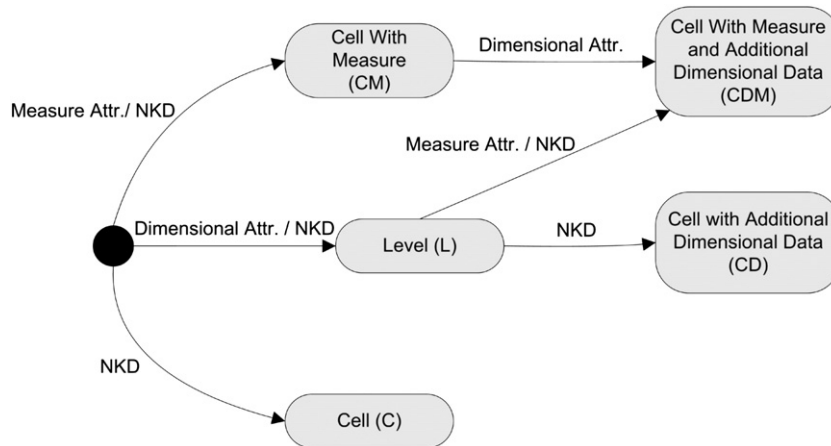 Cell With
Measure
(CM)
Dimensional Attr.
Cell With Measure
and Additional
Dimensional Data
(CDM)
Measure Attr./ NKD
Measure Attr. / NKD
Dimensional Attr. / NKD
Level (L)
NKD
Cell with Additional
Dimensional Data
(CD)
NKD
Cell (C)